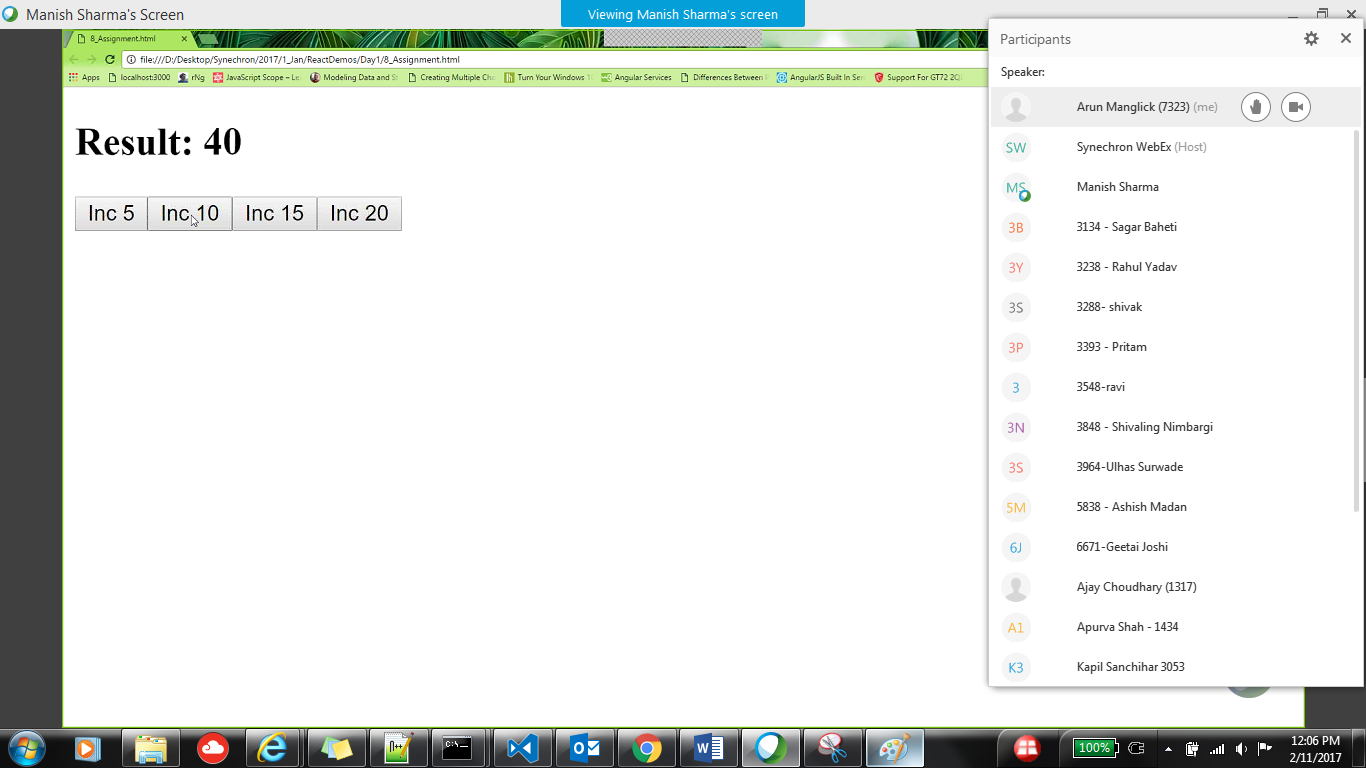 Manish Sharma's Screen
Viewing Manish Sharma's screen
8_Assignment.html
file:///D:/Desktop/Synechron/2017/1_Jan/ReactDemos/Day1/8_Assignment.html
Apps localhost:3000 rNg JavaScript Scope – Le Modeling Data and S Creating Multiple Ch Turn Your Windows 1 Angular Services Differences Between AngularJS Built In Ser Support For GT72 2Q
Result: 40
Inc 5 Inc 10 Inc 15 Inc 20
Participants
Speaker:
Arun Manglick (7323) (me)
SW Synechron WebEx (Host)
MS Manish Sharma
3B 3134 - Sagar Baheti
3Y 3238 - Rahul Yadav
3S 3288- shivak
3P 3393 - Pritam
3 3548-ravi
3N 3848 - Shivaling Nimbargi
3S 3964-Ulhas Surwade
5M 5838 - Ashish Madan
6J 6671-Geetai Joshi
Ajay Choudhary (1317)
A1 Apurva Shah - 1434
K3 Kapil Sanchihar 3053
100%
12:06 PM
2/11/2017